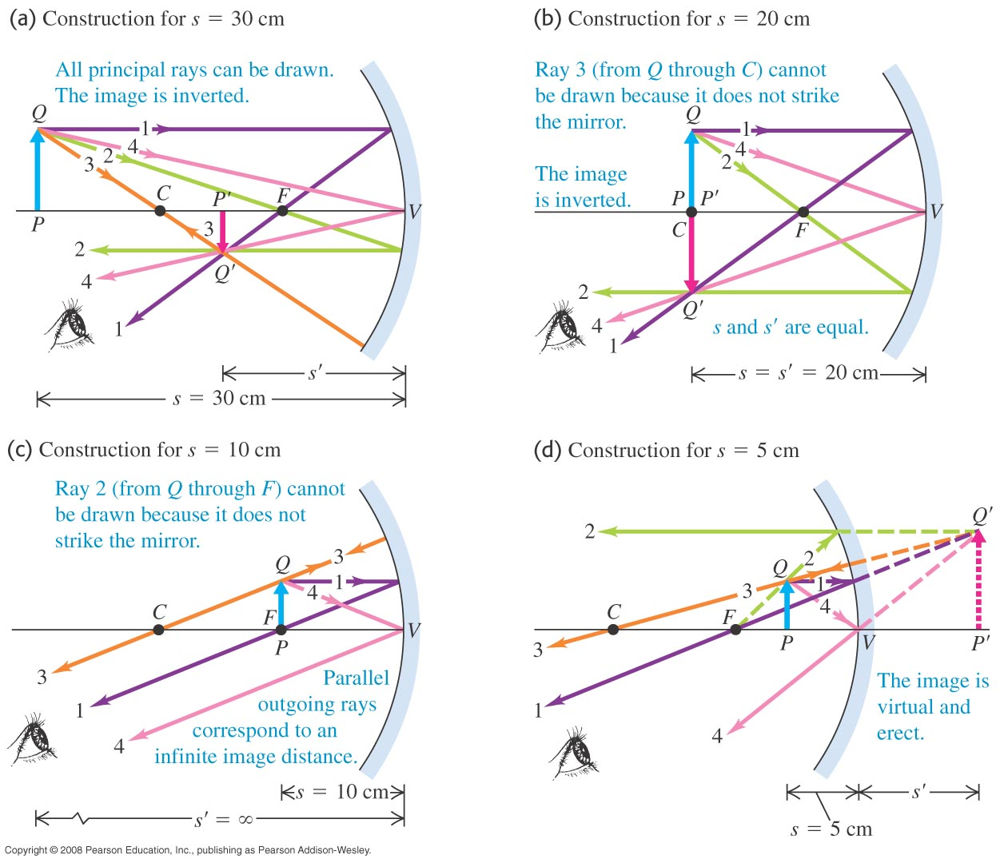 (a) Construction for s = 30 cm
All principal rays can be drawn.
The image is inverted.
Q
1
4
2
3
C
P′
F
V
P
3
2
Q′
4
1
s′
s = 30 cm
(b) Construction for s = 20 cm
Ray 3 (from Q through C) cannot
be drawn because it does not strike
the mirror.
Q
1
4
2
The image
is inverted.
P P′
V
C
F
2
Q′
4
1
s and s′ are equal.
s = s′ = 20 cm
(c) Construction for s = 10 cm
Ray 2 (from Q through F) cannot
be drawn because it does not
strike the mirror.
3
Q
1
4
C
F
V
P
3
Parallel
outgoing rays
correspond to an
infinite image distance.
1
4
s = 10 cm
s′ = ∞
(d) Construction for s = 5 cm
Q′
2
2
Q
1
3
4
C
F
P
V
P′
3
The image is
virtual and
erect.
1
4
s′
s = 5 cm
Copyright © 2008 Pearson Education, Inc., publishing as Pearson Addison-Wesley.